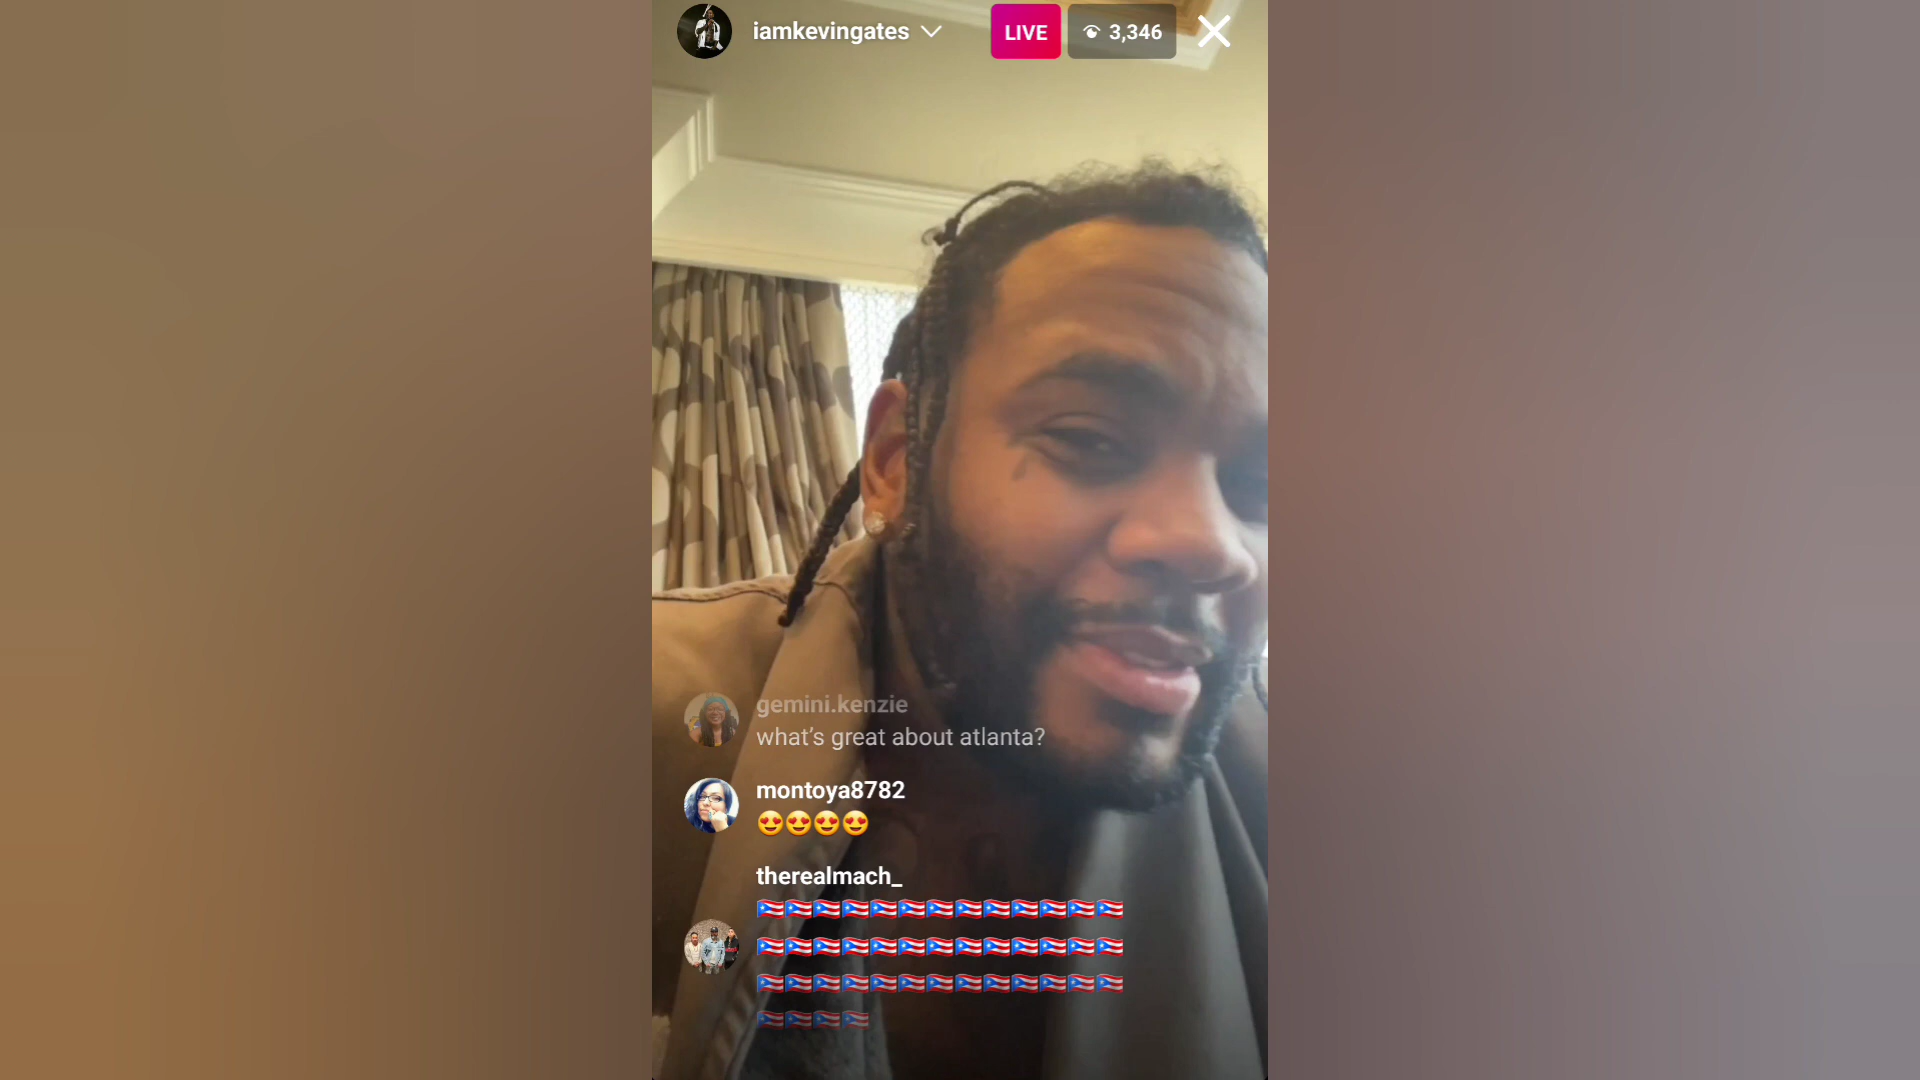 iamkevingates
LIVE
3,346
gemini.kenzie
what's great about atlanta?
montoya8782
😍😍😍😍
therealmach_
🇵🇷🇵🇷🇵🇷🇵🇷🇵🇷🇵🇷🇵🇷🇵🇷🇵🇷🇵🇷🇵🇷🇵🇷🇵🇷
🇵🇷🇵🇷🇵🇷🇵🇷🇵🇷🇵🇷🇵🇷🇵🇷🇵🇷🇵🇷🇵🇷🇵🇷🇵🇷
🇵🇷🇵🇷🇵🇷🇵🇷🇵🇷🇵🇷🇵🇷🇵🇷🇵🇷🇵🇷🇵🇷🇵🇷🇵🇷
🇵🇷🇵🇷🇵🇷🇵🇷